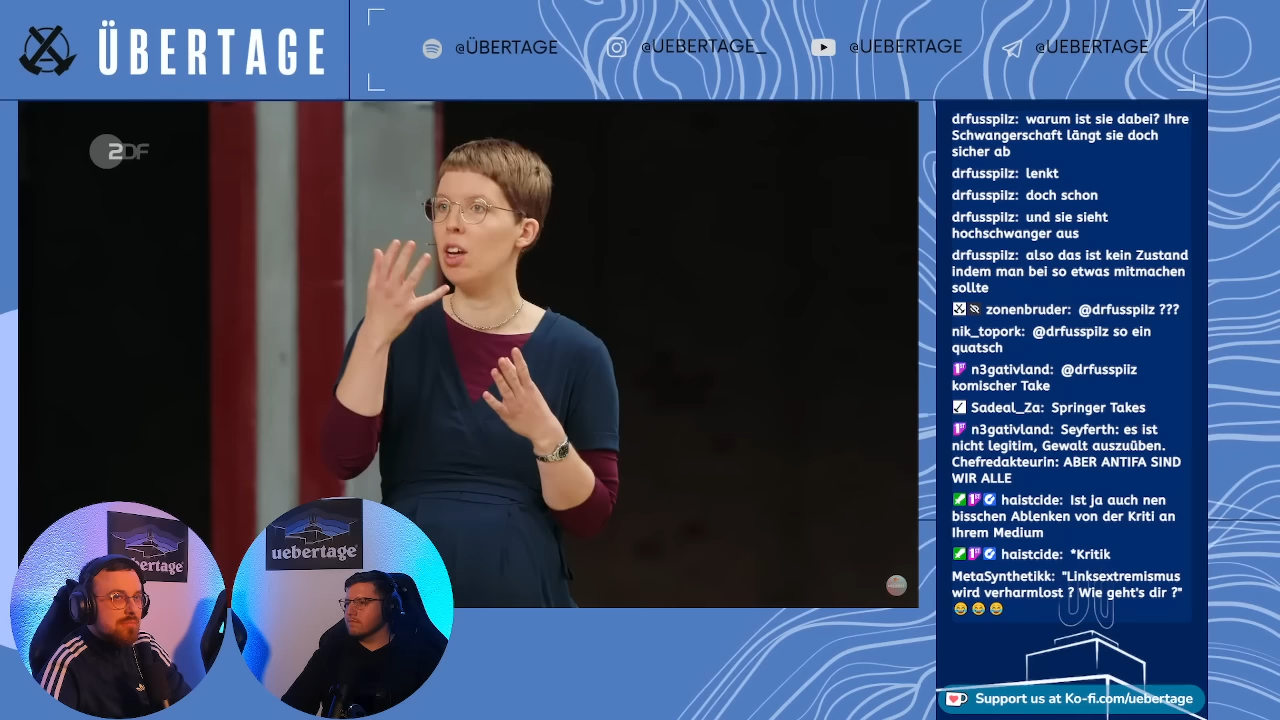 ÜBERTAGE
@ÜBERTAGE
@UEBERTAGE_
@UEBERTAGE
@UEBERTAGE
2DF
drfusspilz: warum ist sie dabei? Ihre
Schwangerschaft längt sie doch
sicher ab
drfusspilz: lenkt
drfusspilz: doch schon
drfusspilz: und sie sieht
hochschwanger aus
drfusspilz: also das ist kein Zustand
indem man bei so etwas mitmachen
sollte
zonenbruder: @drfusspilz ???
nik_topork: @drfusspilz so ein
quatsch
n3gativland: @drfusspiiz
komischer Take
Sadeal_Za: Springer Takes
n3gativland: Seyferth: es ist
nicht legitim, Gewalt auszuüben.
Chefredakteurin: ABER ANTIFA SIND
WIR ALLE
haistcide: Ist ja auch nen
bisschen Ablenken von der Kriti an
Ihrem Medium
haistcide: *Kritik
MetaSynthetikk: "Linksextremismus
wird verharmlost ? Wie geht's dir ?"
😂 😂 😂
bertage
uebertage
Support us at Ko-fi.com/uebertage